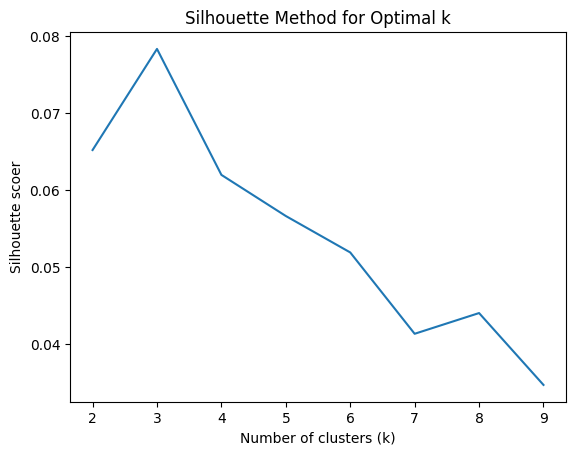 Silhouette Method for Optimal k
0.08
0.07
0.06
0.05
0.04
Silhouette scoer
2 3 4 5 6 7 8 9
Number of clusters (k)